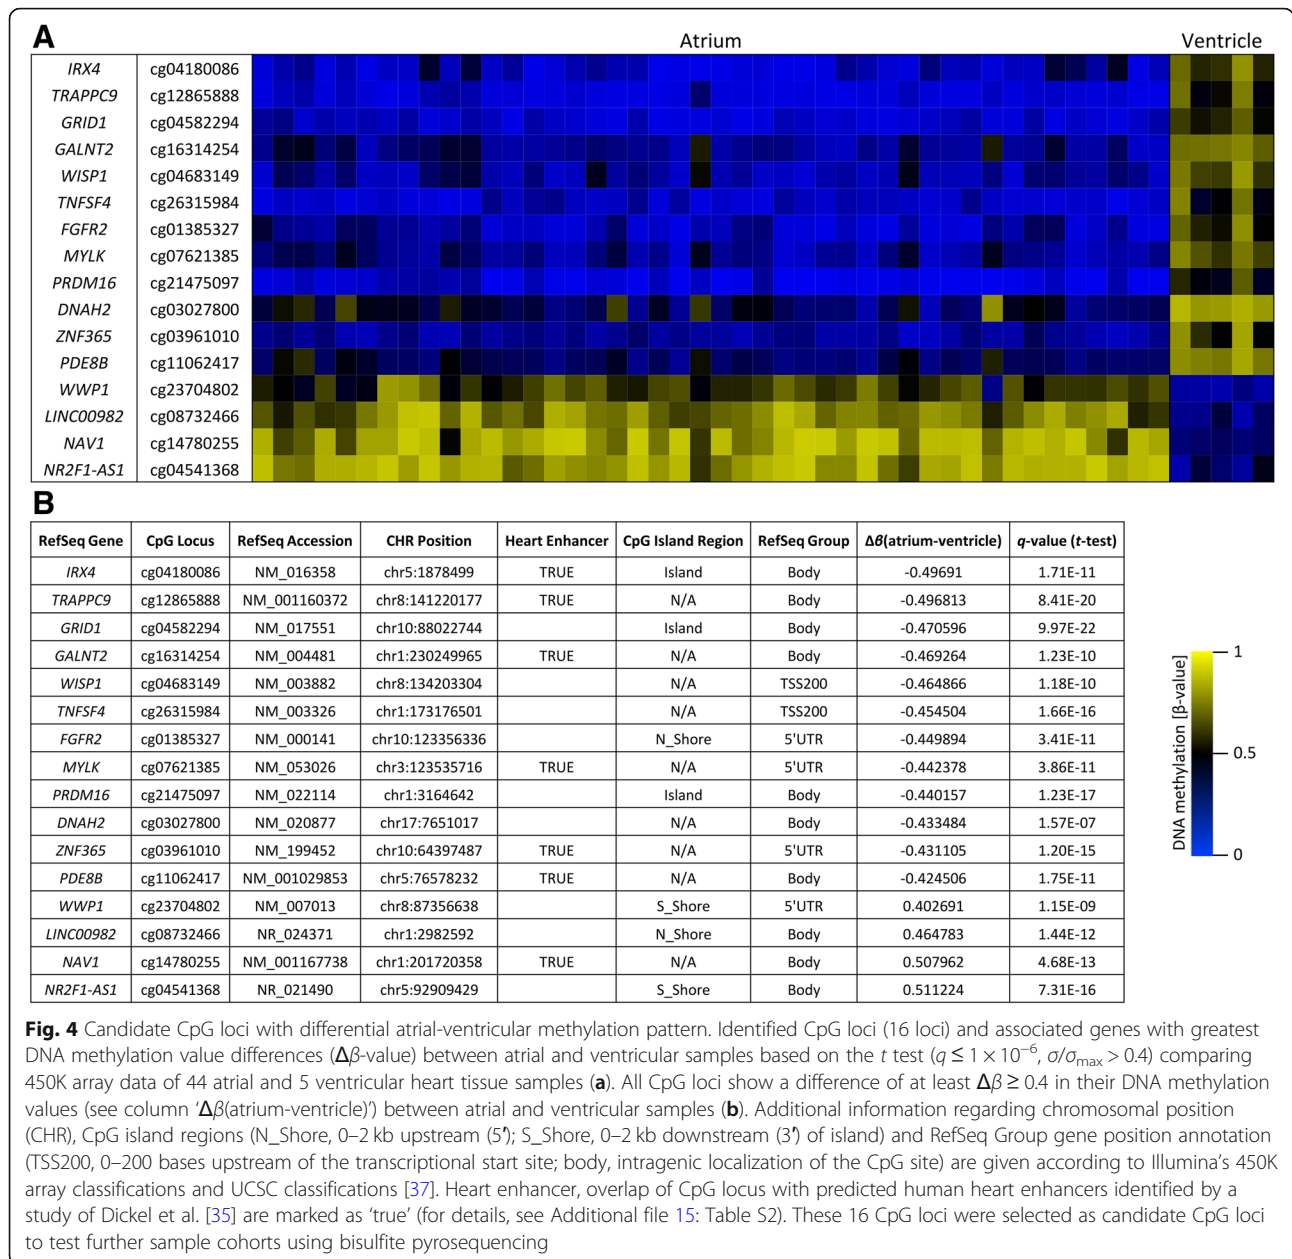 A
Atrium Ventricle
IRX4 cg04180086
TRAPPC9 cg12865888
GRID1 cg04582294
GALNT2 cg16314254
WISP1 cg04683149
TNFSF4 cg26315984
FGFR2 cg01385327
MYLK cg07621385
PRDM16 cg21475097
DNAH2 cg03027800
ZNF365 cg03961010
PDE8B cg11062417
WWP1 cg23704802
LINC00982 cg08732466
NAV1 cg14780255
NR2F1-AS1 cg04541368
B
RefSeq Gene CpG Locus RefSeq Accession CHR Position Heart Enhancer CpG Island Region RefSeq Group Δβ(atrium-ventricle) q-value (t-test)
IRX4 cg04180086 NM_016358 chr5:1878499 TRUE Island Body -0.49691 1.71E-11
TRAPPC9 cg12865888 NM_001160372 chr8:141220177 TRUE N/A Body -0.496813 8.41E-20
GRID1 cg04582294 NM_017551 chr10:88022744 Island Body -0.470596 9.97E-22
GALNT2 cg16314254 NM_004481 chr1:230249965 TRUE N/A Body -0.469264 1.23E-10
WISP1 cg04683149 NM_003882 chr8:134203304 N/A TSS200 -0.464866 1.18E-10
TNFSF4 cg26315984 NM_003326 chr1:173176501 N/A TSS200 -0.454504 1.66E-16
FGFR2 cg01385327 NM_000141 chr10:123356336 N_Shore 5'UTR -0.449894 3.41E-11
MYLK cg07621385 NM_053026 chr3:123535716 TRUE N/A 5'UTR -0.442378 3.86E-11
PRDM16 cg21475097 NM_022114 chr1:3164642 Island Body -0.440157 1.23E-17
DNAH2 cg03027800 NM_020877 chr17:7651017 N/A Body -0.433484 1.57E-07
ZNF365 cg03961010 NM_199452 chr10:64397487 TRUE N/A 5'UTR -0.431105 1.20E-15
PDE8B cg11062417 NM_001029853 chr5:76578232 TRUE N/A Body -0.424506 1.75E-11
WWP1 cg23704802 NM_007013 chr8:87356638 S_Shore 5'UTR 0.402691 1.15E-09
LINC00982 cg08732466 NR_024371 chr1:2982592 N_Shore Body 0.464783 1.44E-12
NAV1 cg14780255 NM_001167738 chr1:201720358 TRUE N/A Body 0.507962 4.68E-13
NR2F1-AS1 cg04541368 NR_021490 chr5:92909429 S_Shore Body 0.511224 7.31E-16
DNA methylation [β-value]
1
0.5
0
Fig. 4 Candidate CpG loci with differential atrial-ventricular methylation pattern. Identified CpG loci (16 loci) and associated genes with greatest
DNA methylation value differences (Δβ-value) between atrial and ventricular samples based on the t test (q ≤ 1 × 10⁻⁶, σ/σmax > 0.4) comparing
450K array data of 44 atrial and 5 ventricular heart tissue samples (a). All CpG loci show a difference of at least Δβ ≥ 0.4 in their DNA methylation
values (see column ‘Δβ(atrium-ventricle)’) between atrial and ventricular samples (b). Additional information regarding chromosomal position
(CHR), CpG island regions (N_Shore, 0–2 kb upstream (5′); S_Shore, 0–2 kb downstream (3′) of island) and RefSeq Group gene position annotation
(TSS200, 0–200 bases upstream of the transcriptional start site; body, intragenic localization of the CpG site) are given according to Illumina's 450K
array classifications and UCSC classifications [37]. Heart enhancer, overlap of CpG locus with predicted human heart enhancers identified by a
study of Dickel et al. [35] are marked as ‘true’ (for details, see Additional file 15: Table S2). These 16 CpG loci were selected as candidate CpG loci
to test further sample cohorts using bisulfite pyrosequencing